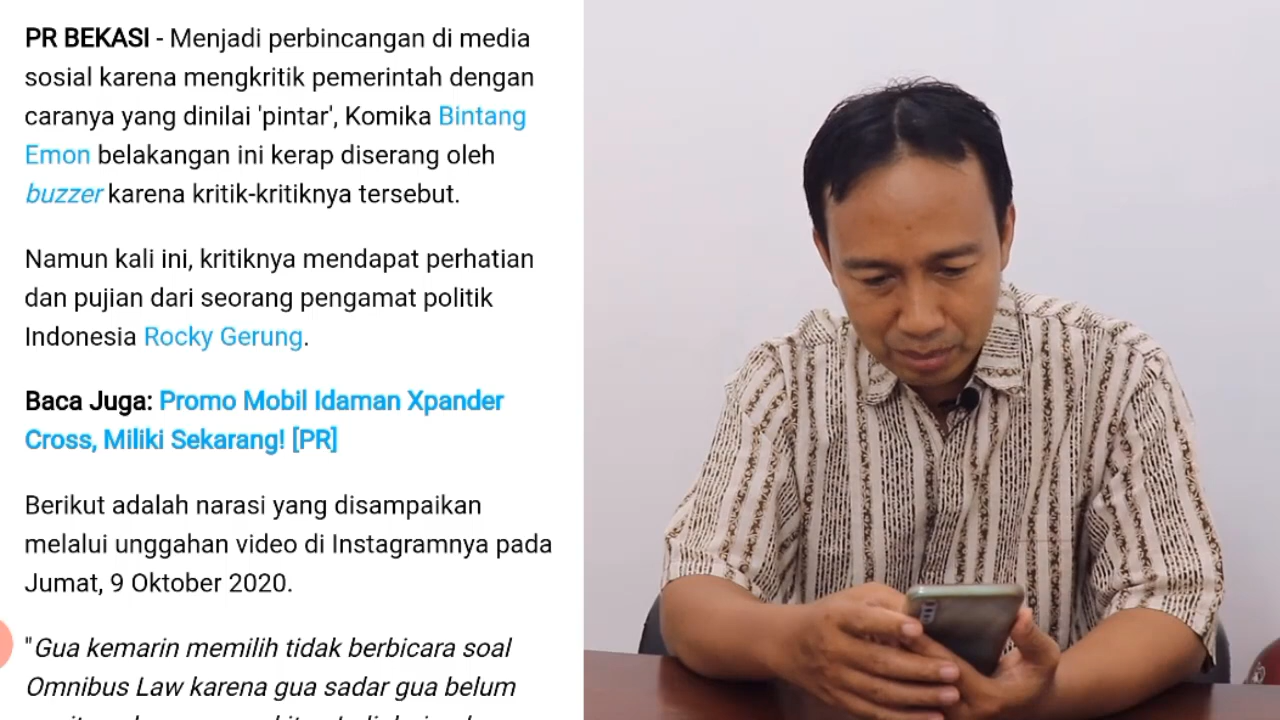 PR BEKASI - Menjadi perbincangan di media
sosial karena mengkritik pemerintah dengan
caranya yang dinilai 'pintar', Komika Bintang
Emon belakangan ini kerap diserang oleh
buzzer karena kritik-kritiknya tersebut.
Namun kali ini, kritiknya mendapat perhatian
dan pujian dari seorang pengamat politik
Indonesia Rocky Gerung.
Baca Juga: Promo Mobil Idaman Xpander
Cross, Miliki Sekarang! [PR]
Berikut adalah narasi yang disampaikan
melalui unggahan video di Instagramnya pada
Jumat, 9 Oktober 2020.
"Gua kemarin memilih tidak berbicara soal
Omnibus Law karena gua sadar gua belum